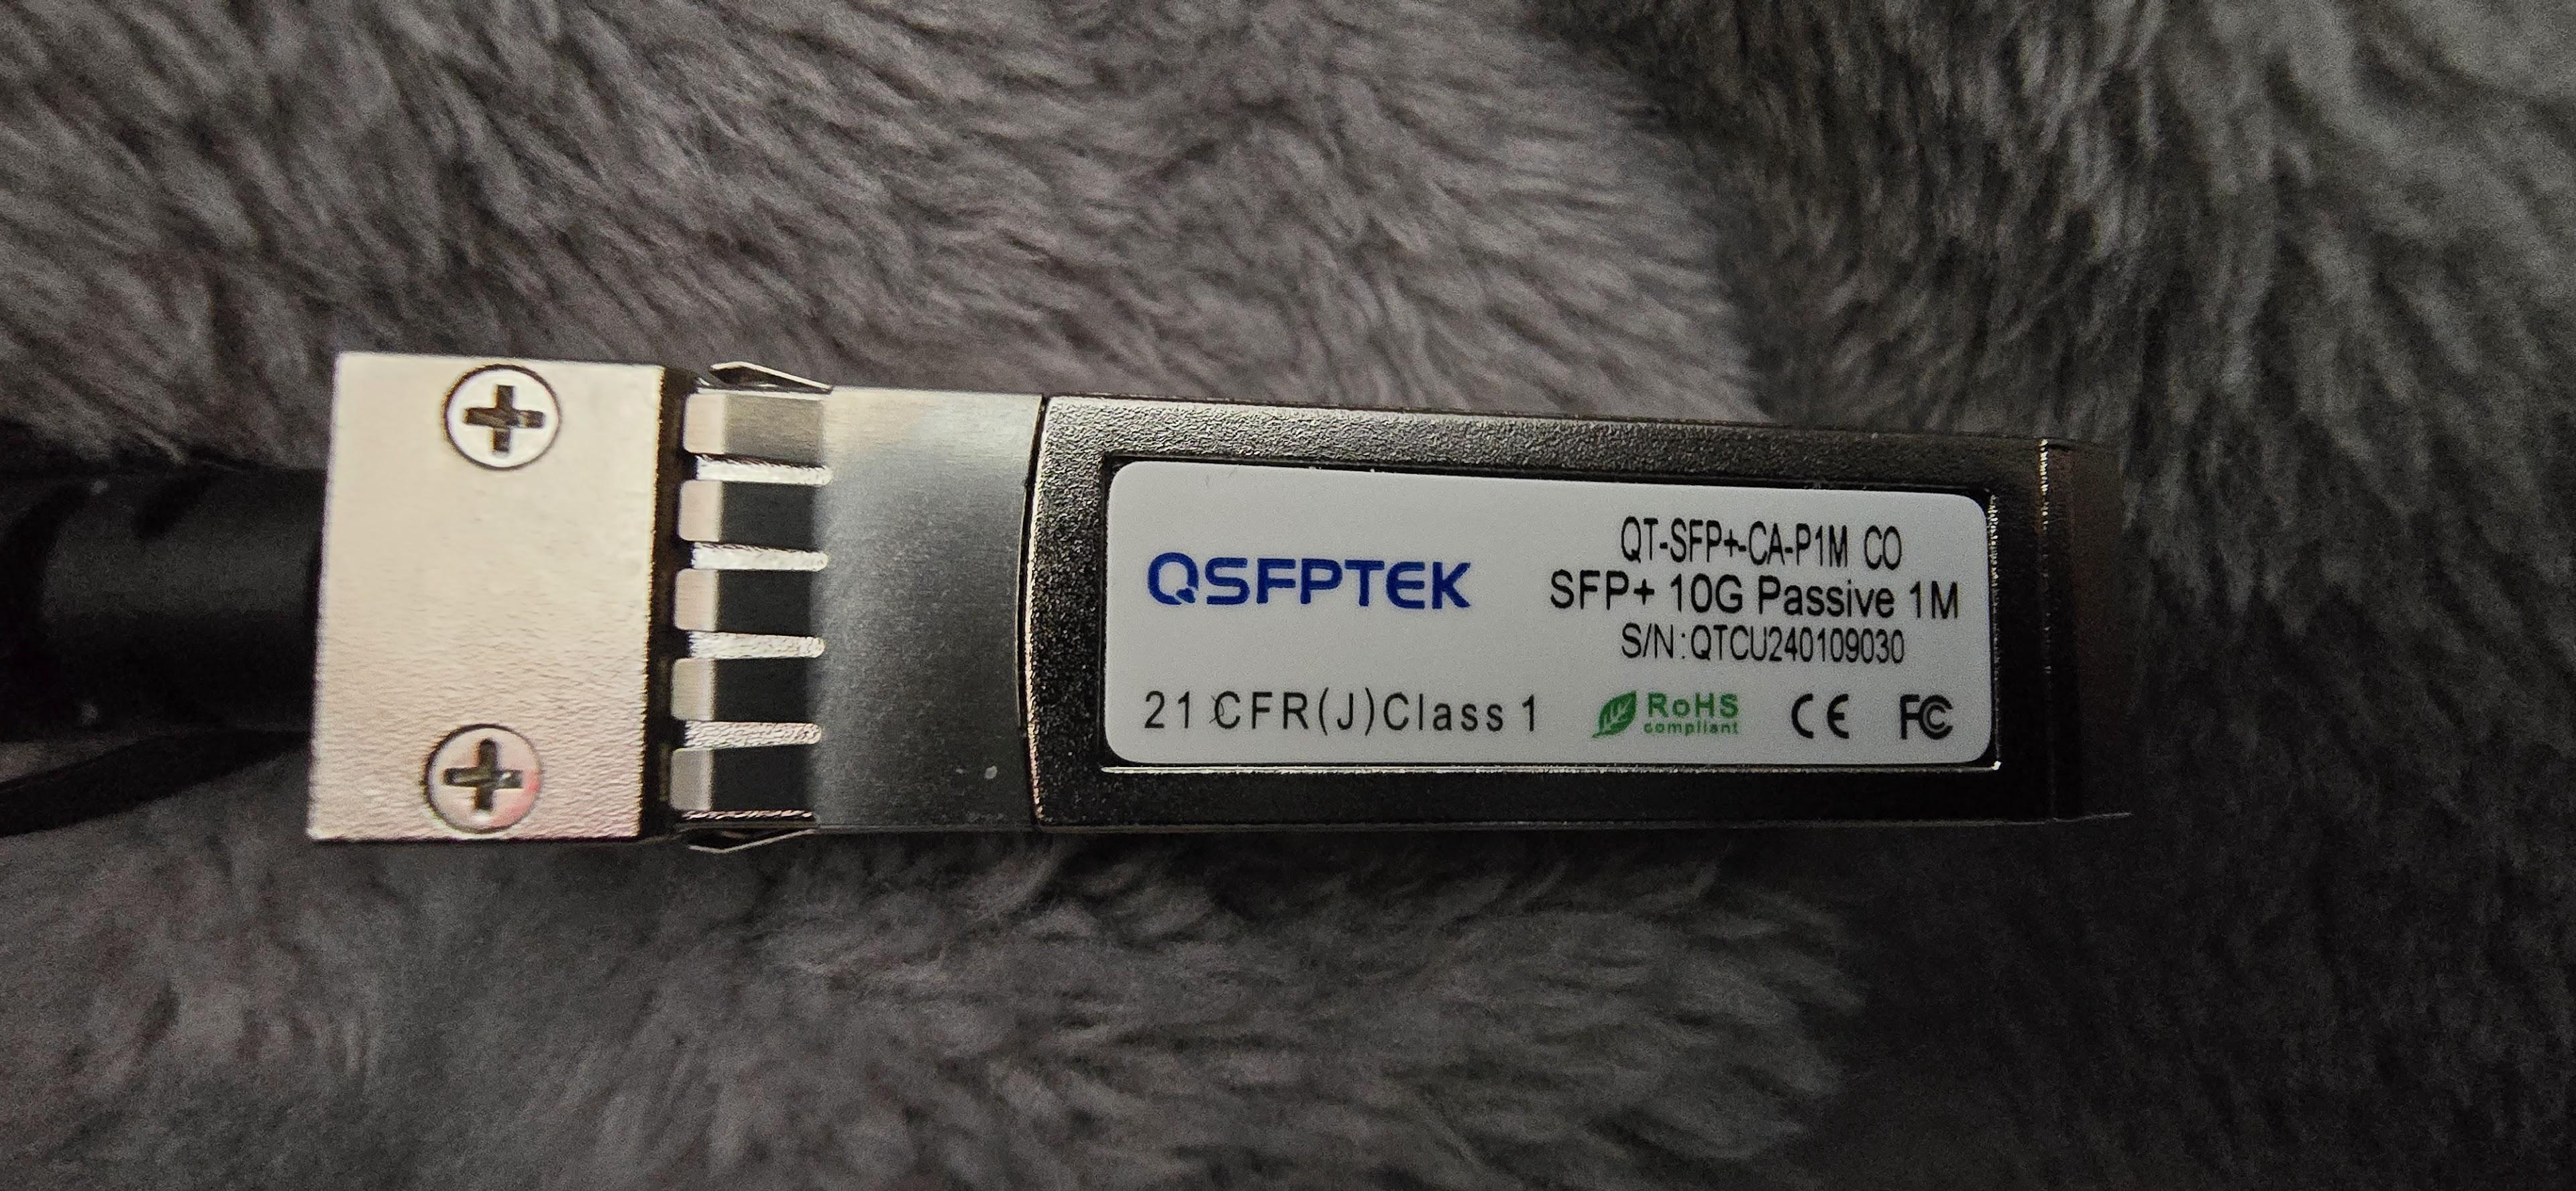 QSFPTEK
QT-SFP+-CA-P1M CO
SFP+ 10G Passive 1M
S/N:QTCU240109030
21 CFR(J)Class 1
RoHS
compliant
CE
FC